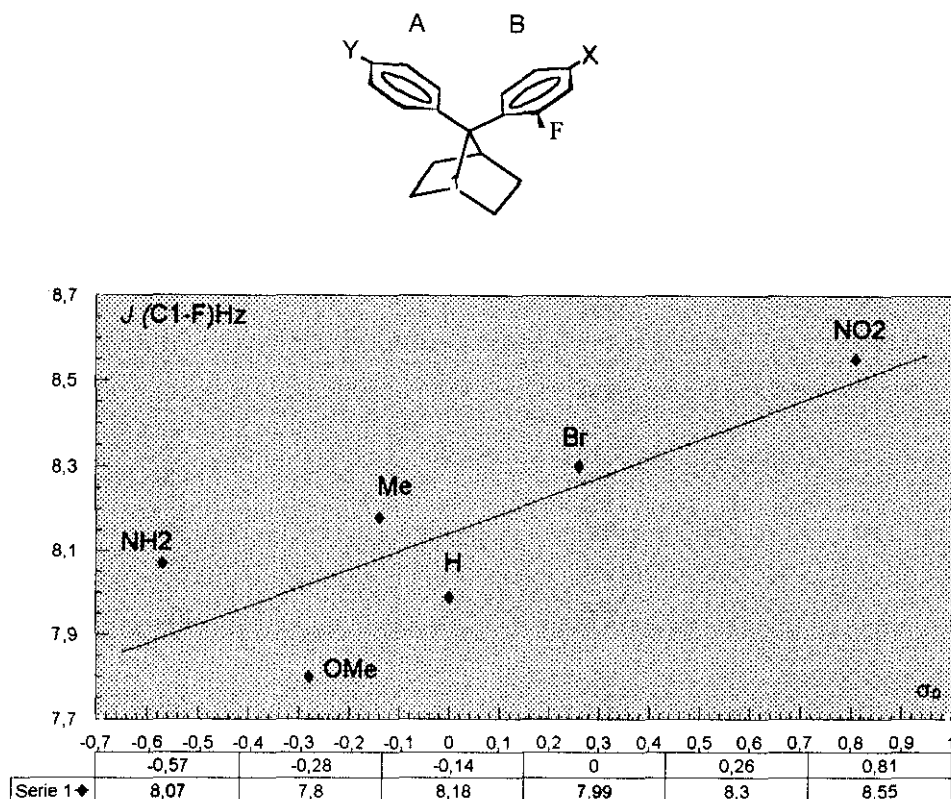 A B
Y X
F
8,7
J (C1-F)Hz
NO2
8,5
Br
8,3
Me
NH2
8,1
H
7,9
OMe
7,7
-0,7 -0,6 -0,5 -0,4 -0,3 -0,2 -0,1 0 0,1 0,2 0,3 0,4 0,5 0,6 0,7 0,8 0,9 1
-0,57 -0,28 -0,14 0 0,26 0,81
Serie 1 8,07 7,8 8,18 7,99 8,3 8,55